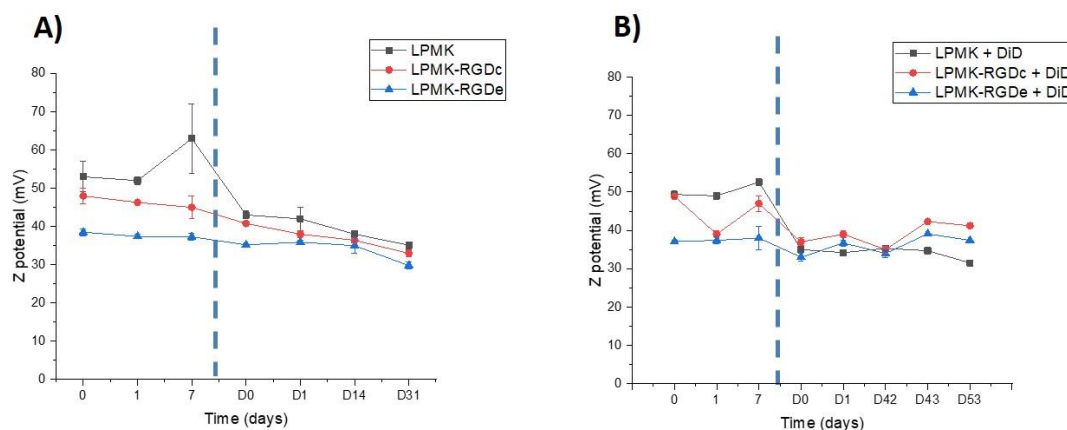 A)
LPMK
LPMK-RGDc
LPMK-RGDe
80
70
60
50
40
30
20
10
0
Z potential (mV)
0 1 7 D0 D1 D14 D31
Time (days)
B)
LPMK + DiD
LPMK-RGDc + DiD
LPMK-RGDe + DiD
80
70
60
50
40
30
20
10
0
Z potential (mV)
0 1 7 D0 D1 D42 D43 D53
Time (days)